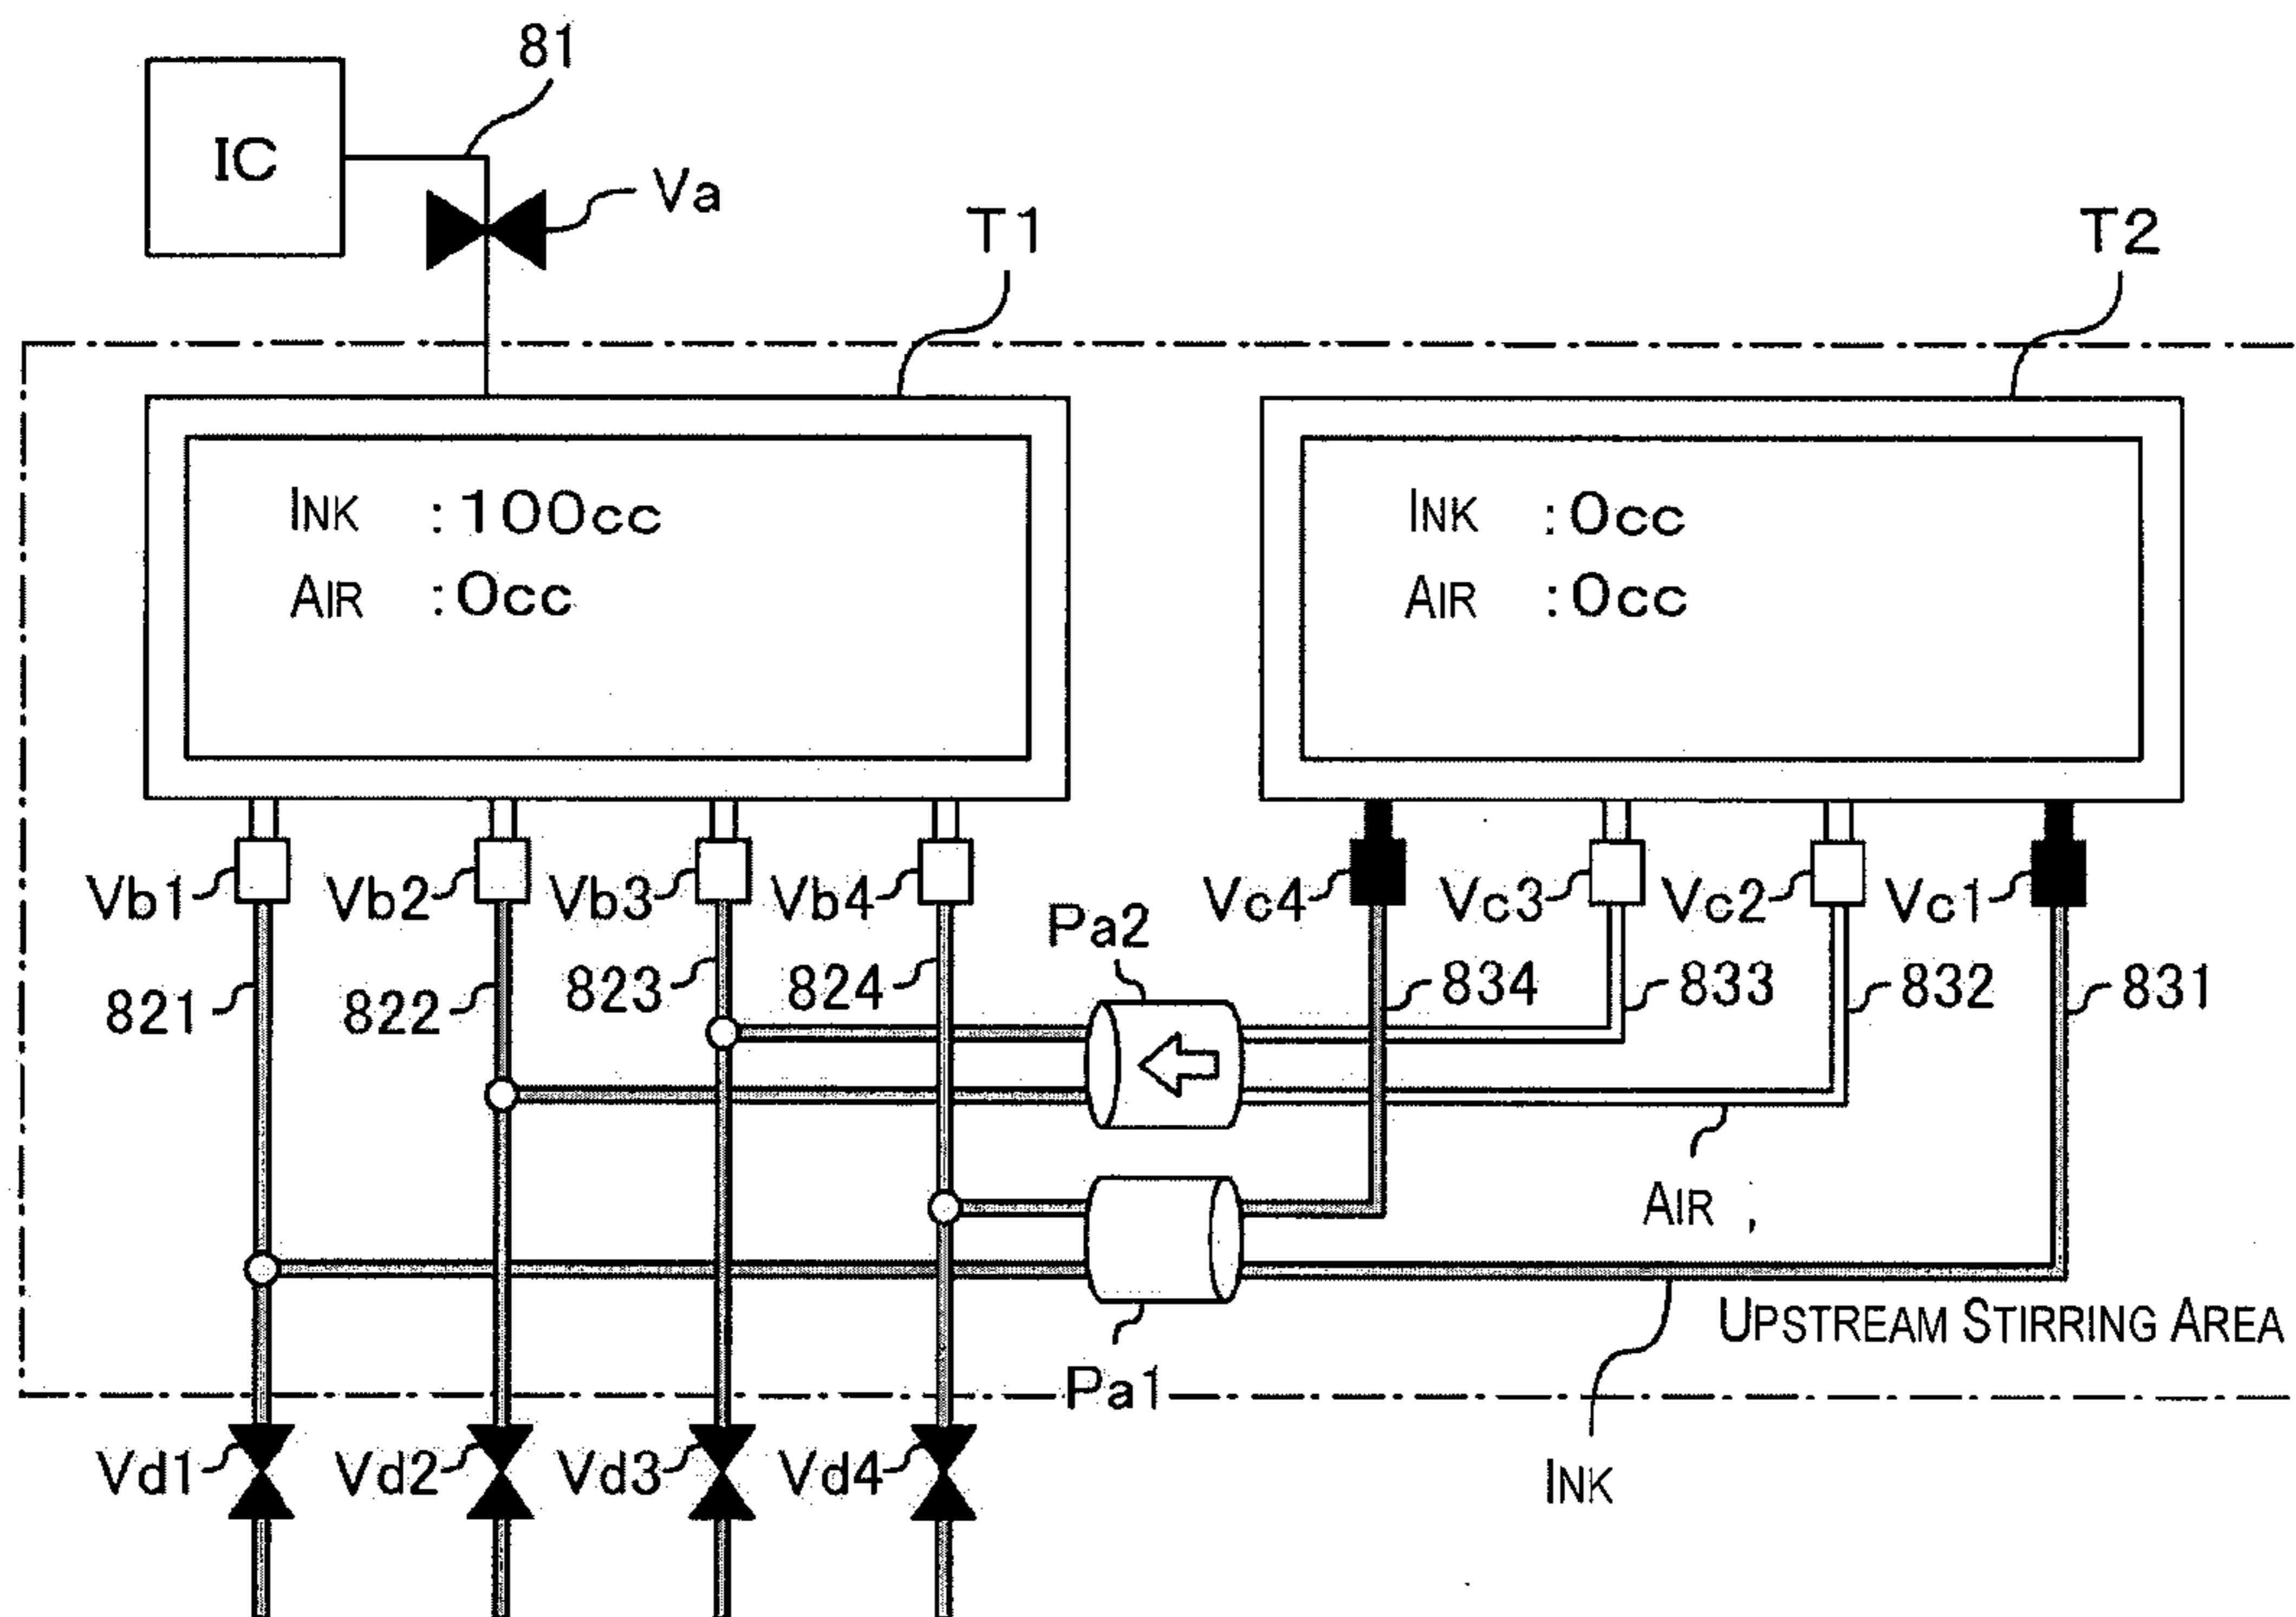 81
IC
Va
T1
T2
INK :100cc
AIR :0cc
INK :0cc
AIR :0cc
Vb1
Vb2
Vb3
Vb4
Vc4
Vc3
Vc2
Vc1
Pa2
821
822
823
824
834
833
832
831
AIR
UPSTREAM STIRRING AREA
Pa1
Vd1
Vd2
Vd3
Vd4
INK